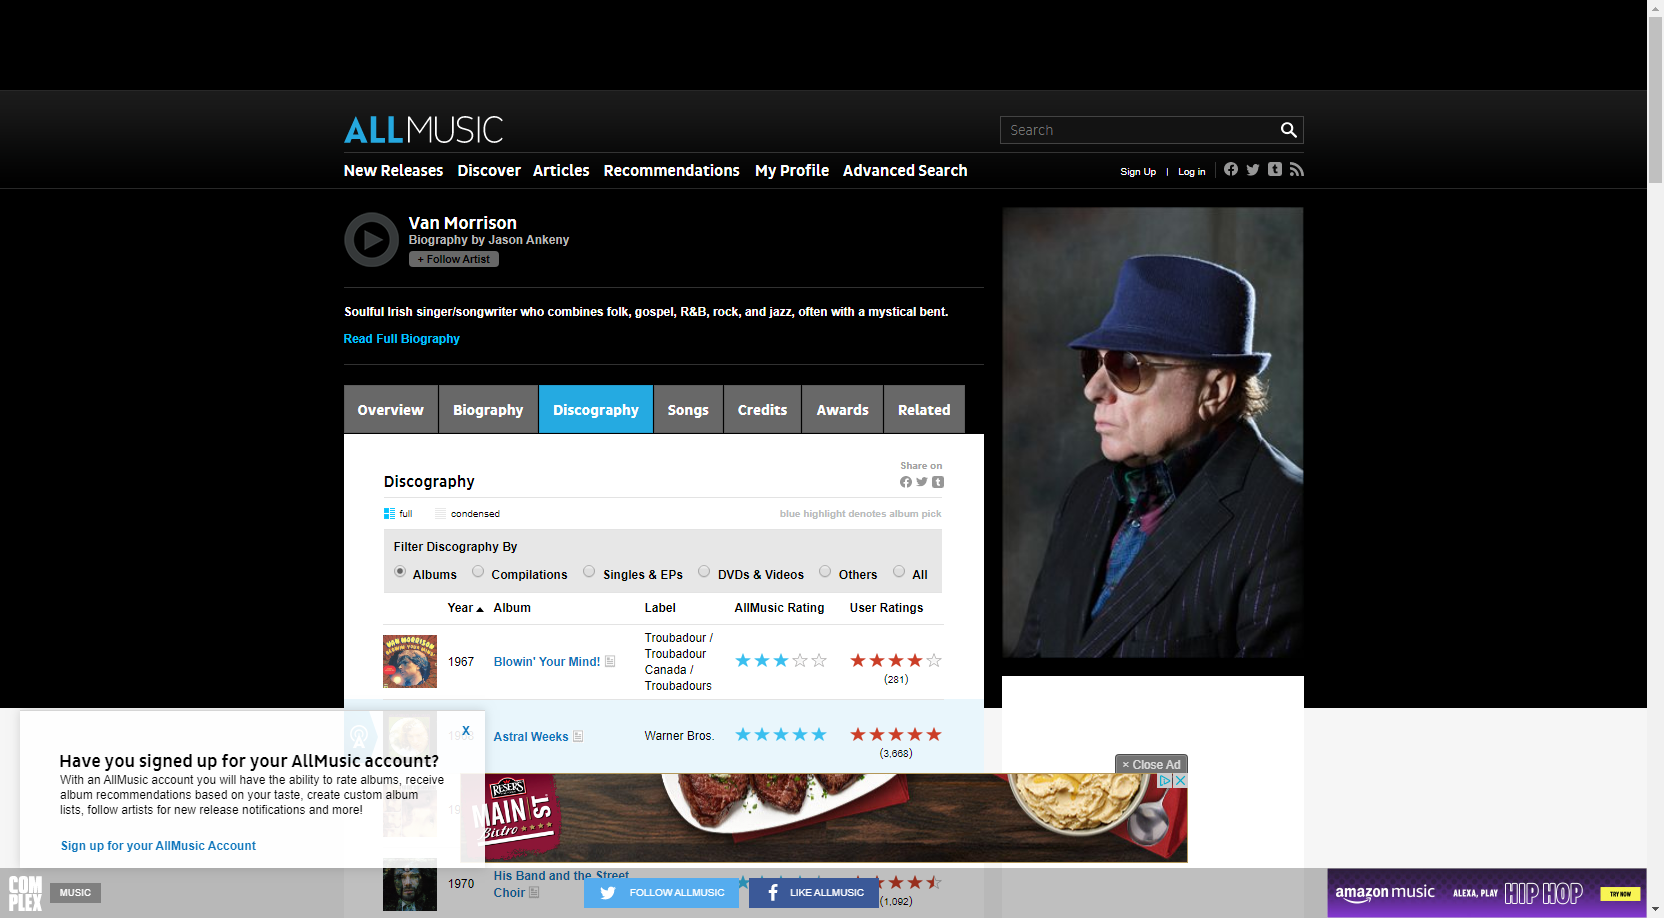 ALLMUSIC
Search
New Releases Discover Articles Recommendations My Profile Advanced Search
Sign Up | Log in
Van Morrison
Biography by Jason Ankeny
+ Follow Artist
Soulful Irish singer/songwriter who combines folk, gospel, R&B, rock, and jazz, often with a mystical bent.
Read Full Biography
Overview Biography Discography Songs Credits Awards Related
Share on
Discography
full condensed blue highlight denotes album pick
Filter Discography By
Albums Compilations Singles & EPs DVDs & Videos Others All
Year Album Label AllMusic Rating User Ratings
VAN MORRISON
BLOWIN' YOUR MIND!
Troubadour /
Troubadour
Canada /
Troubadours
1967 Blowin' Your Mind!
(281)
Astral Weeks Warner Bros.
(3,668)
X
Have you signed up for your AllMusic account?
With an AllMusic account you will have the ability to rate albums, receive
album recommendations based on your taste, create custom album
lists, follow artists for new release notifications and more!
Sign up for your AllMusic Account
× Close Ad
RESER'S
MAIN ST.
Bistro
1970 His Band and the Street
Choir
(1,092)
COMPLEX
MUSIC
FOLLOW ALLMUSIC
LIKE ALLMUSIC
amazon music ALEXA, PLAY HIP HOP TRY NOW